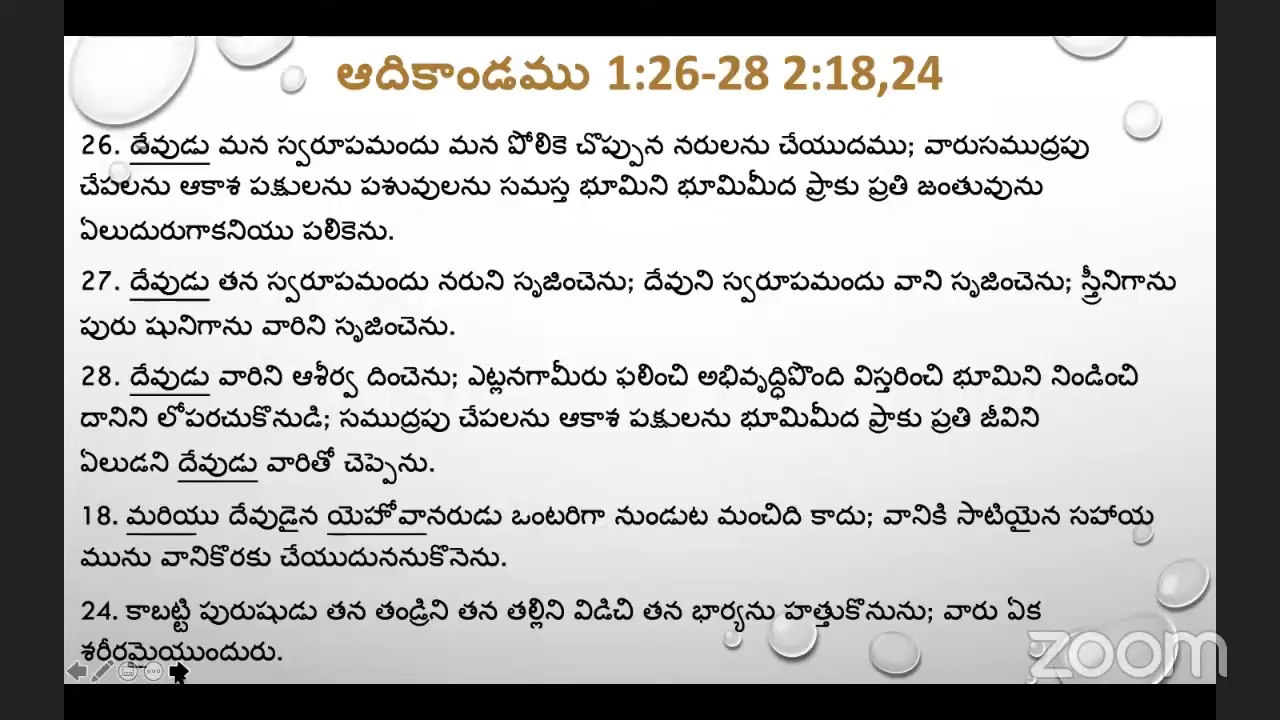 ఆదికాండము 1:26-28 2:18,24
26. దేవుడు మన స్వరూపమందు మన పోలికె చొప్పున నరులను చేయుదము; వారుసముద్రపు
చేపలను ఆకాశ పక్షులను పశువులను సమస్త భూమిని భూమిమీద ప్రాకు ప్రతి జంతువును
ఏలుదురుగాకనియు పలికెను.
27. దేవుడు తన స్వరూపమందు నరుని సృజించెను; దేవుని స్వరూపమందు వాని సృజించెను; స్త్రీనిగాను
పురు షునిగాను వారిని సృజించెను.
28. దేవుడు వారిని ఆశీర్వ దించెను; ఎట్లనగామీరు ఫలించి అభివృద్ధిపొంది విస్తరించి భూమిని నిండించి
దానిని లోపరచుకొనుడి; సముద్రపు చేపలను ఆకాశ పక్షులను భూమిమీద ప్రాకు ప్రతి జీవిని
ఏలుడని దేవుడు వారితో చెప్పెను.
18. మరియు దేవుడైన యెహోవానరుడు ఒంటరిగా నుండుట మంచిది కాదు; వానికి సాటియైన సహాయ
మును వానికొరకు చేయుదుననుకొనెను.
24. కాబట్టి పురుషుడు తన తండ్రిని తన తల్లిని విడిచి తన భార్యను హత్తుకొనును; వారు ఏక
శరీరమైయుందురు.
zoom